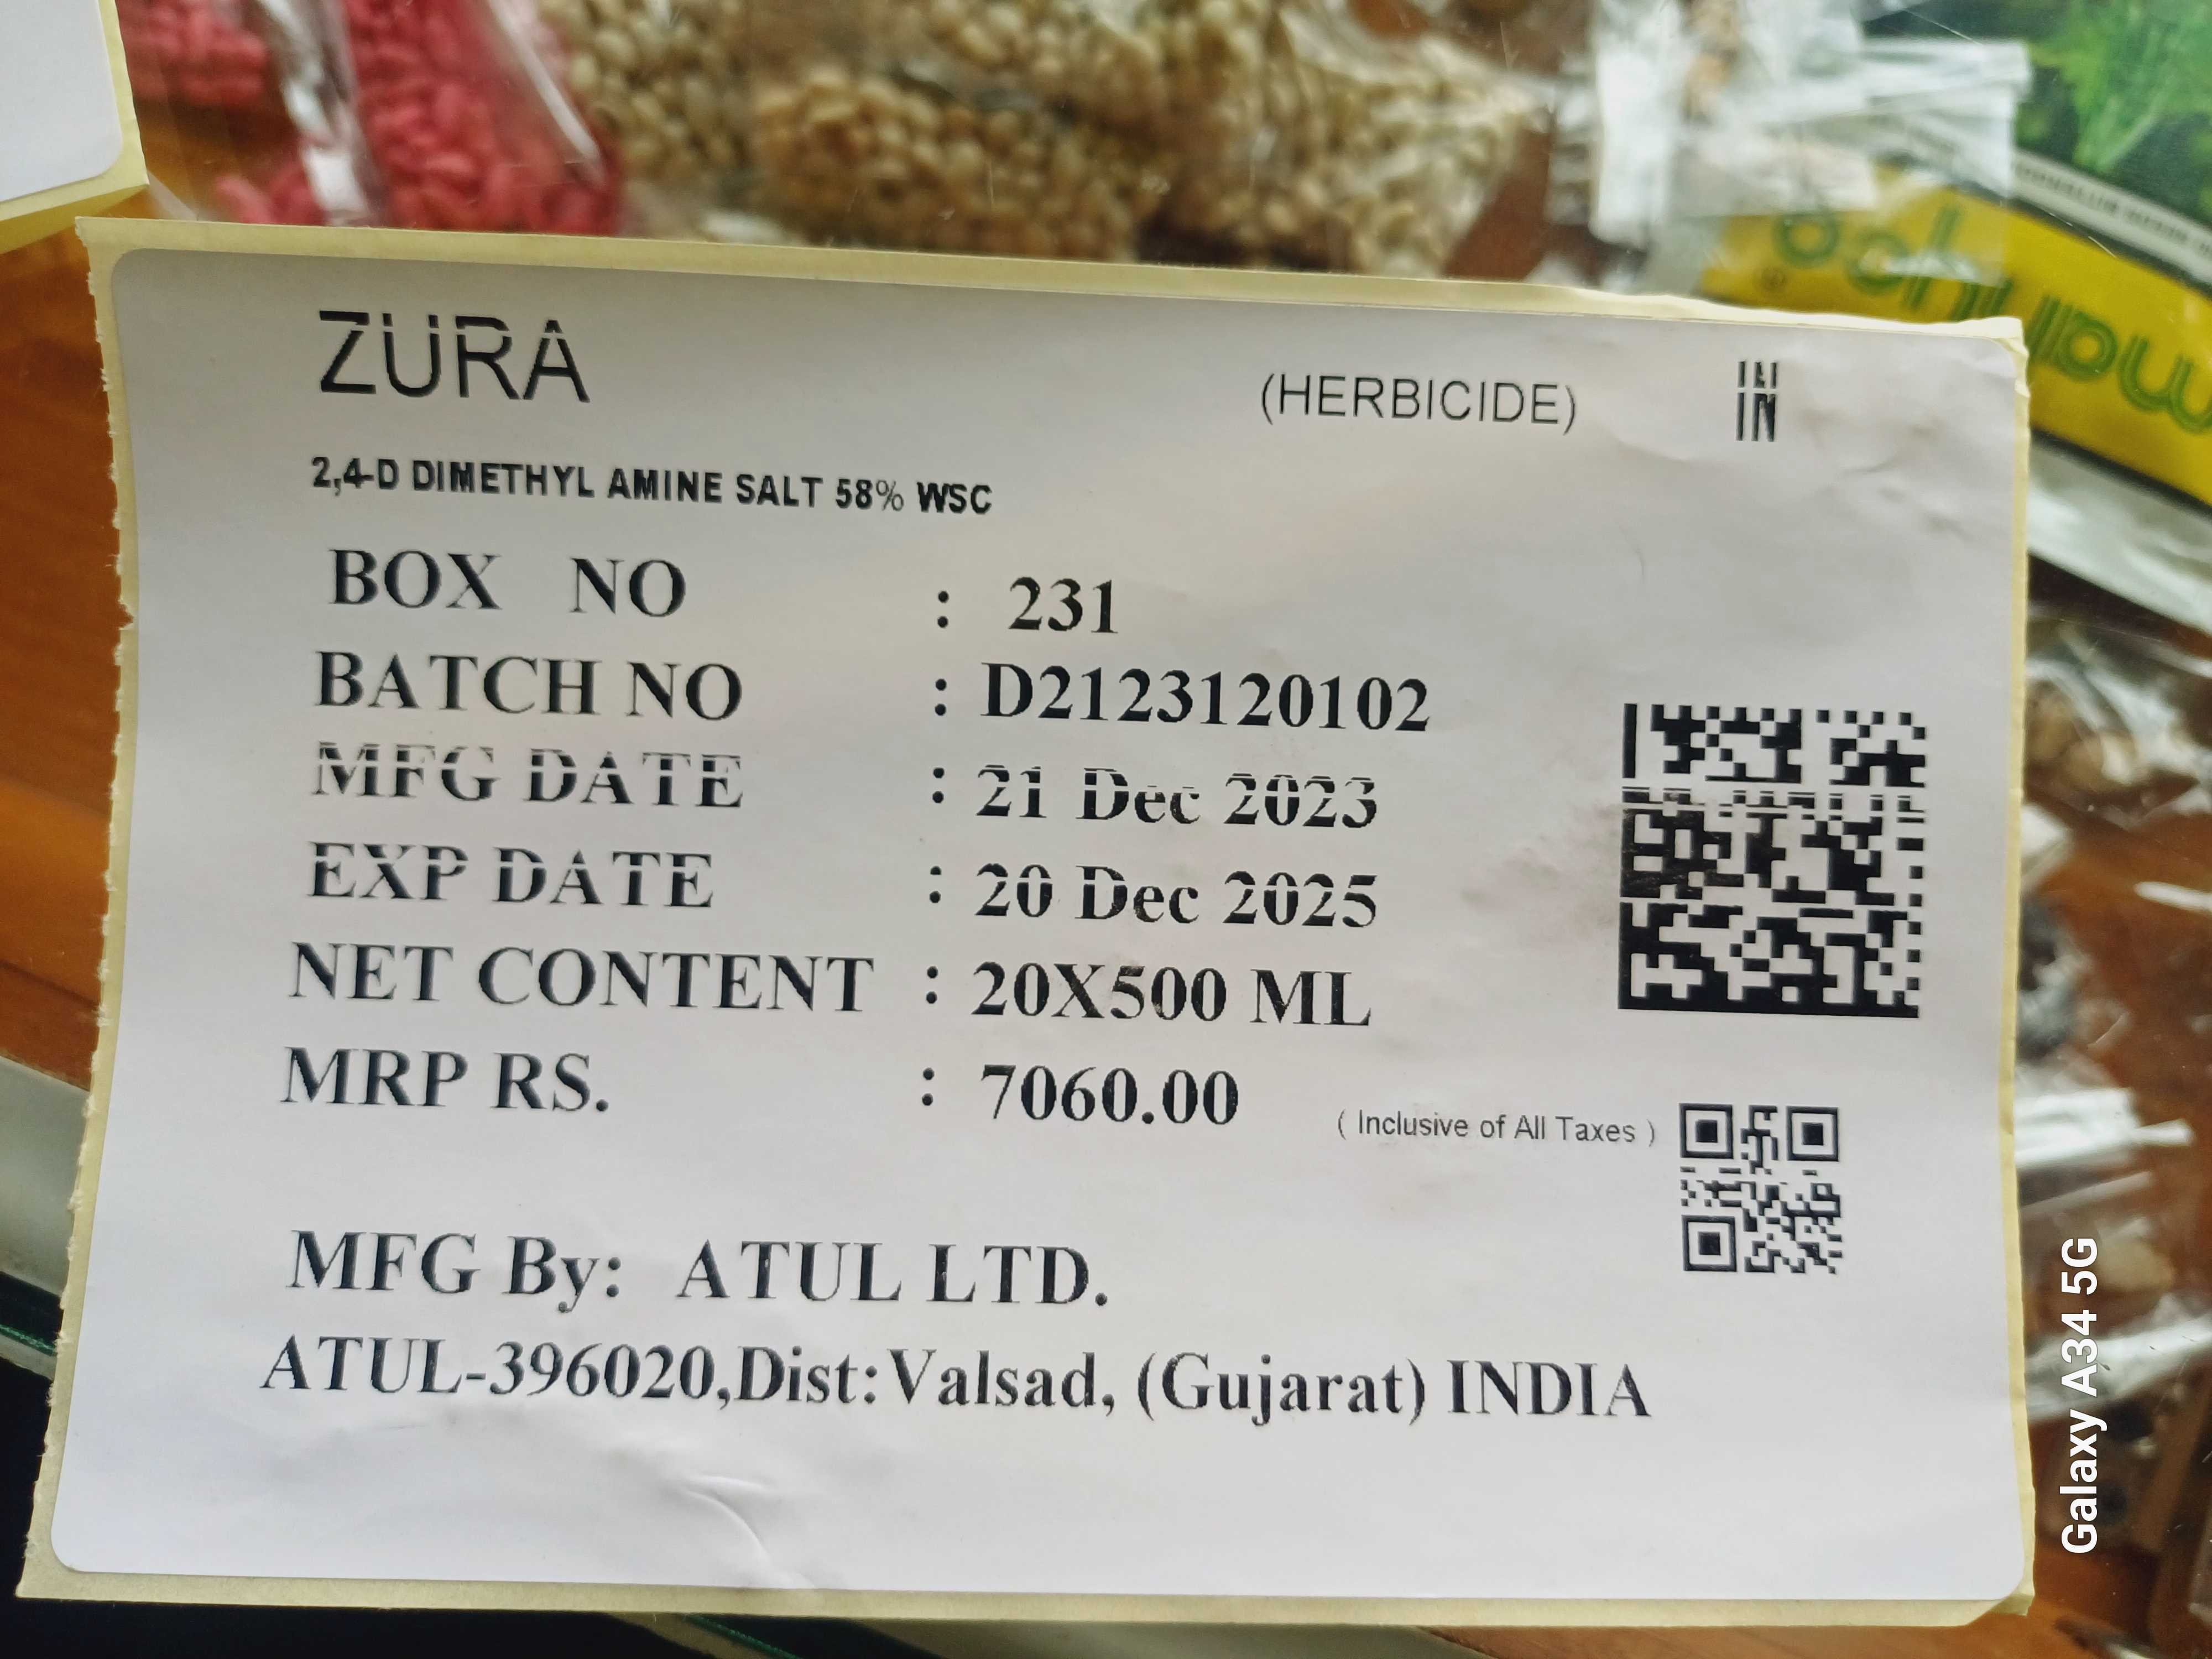 ZURA
(HERBICIDE)
IN
IN
2,4-D DIMETHYL AMINE SALT 58% WSC
BOX NO : 231
BATCH NO : D2123120102
MFG DATE : 21 Dec 2023
EXP DATE : 20 Dec 2025
NET CONTENT : 20X500 ML
MRP RS. : 7060.00 ( Inclusive of All Taxes )
MFG By: ATUL LTD.
ATUL-396020,Dist:Valsad, (Gujarat) INDIA
Galaxy A34 5G